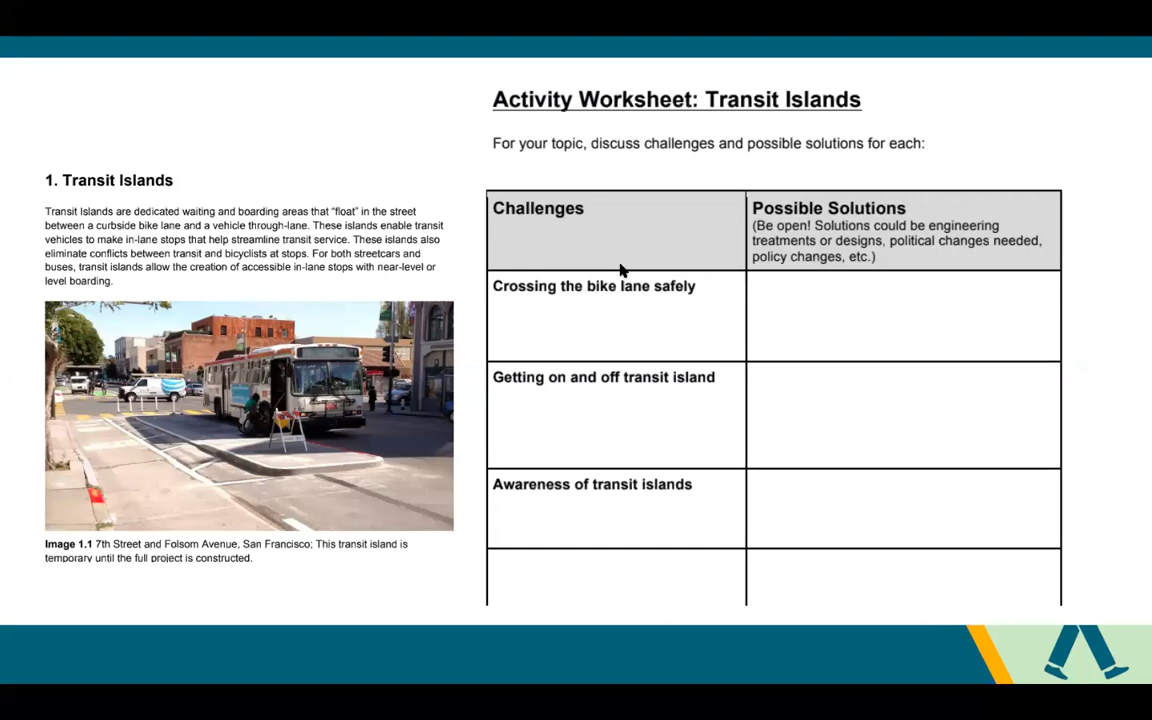 1. Transit Islands
Transit Islands are dedicated waiting and boarding areas that “float” in the street
between a curbside bike lane and a vehicle through-lane. These islands enable transit
vehicles to make in-lane stops that help streamline transit service. These islands also
eliminate conflicts between transit and bicyclists at stops. For both streetcars and
buses, transit islands allow the creation of accessible in-lane stops with near-level or
level boarding.
Image 1.1 7th Street and Folsom Avenue, San Francisco; This transit island is
temporary until the full project is constructed.
Activity Worksheet: Transit Islands
For your topic, discuss challenges and possible solutions for each:
Challenges
Possible Solutions
(Be open! Solutions could be engineering
treatments or designs, political changes needed,
policy changes, etc.)
Crossing the bike lane safely
Getting on and off transit island
Awareness of transit islands